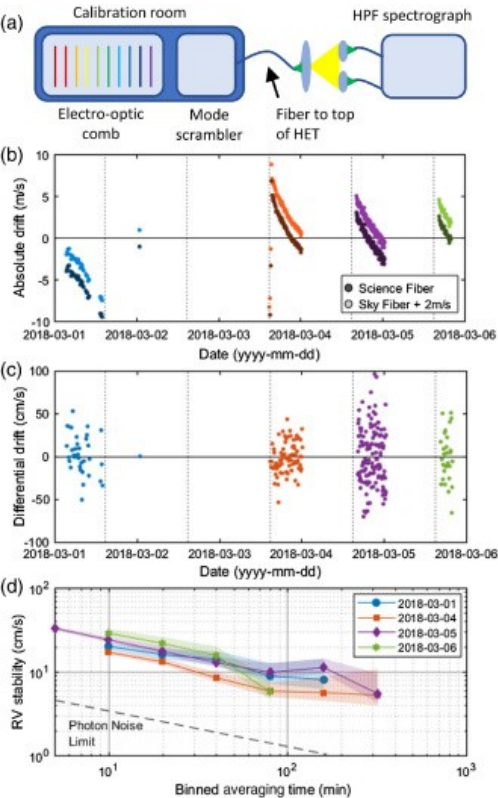 (a)
Calibration room
HPF spectrograph
Electro-optic
comb
Mode
scrambler
Fiber to top
of HET
(b)
Absolute drift (m/s)
10
5
0
-5
-10
Science Fiber
Sky Fiber + 2m/s
2018-03-01 2018-03-02 2018-03-03 2018-03-04 2018-03-05 2018-03-06
Date (yyyy-mm-dd)
(c)
Differential drift (cm/s)
100
50
0
-50
-100
2018-03-01 2018-03-02 2018-03-03 2018-03-04 2018-03-05 2018-03-06
Date (yyyy-mm-dd)
(d)
RV stability (cm/s)
10²
10¹
10⁰
2018-03-01
2018-03-04
2018-03-05
2018-03-06
Photon Noise
Limit
10¹ 10² 10³
Binned averaging time (min)